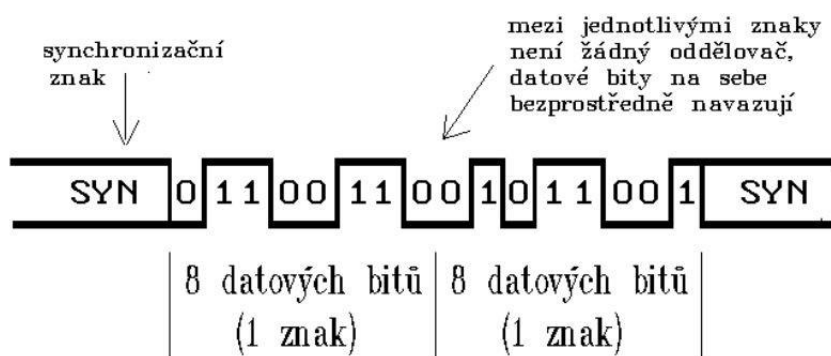 synchronizační
znak
mezi jednotlivými znaky
není žádný oddělovač,
datové bity na sebe
bezprostředně navazují
SYN 0 1 1 0 0 1 1 0 0 1 0 1 1 0 0 1 SYN
8 datových bitů 8 datových bitů
(1 znak) (1 znak)